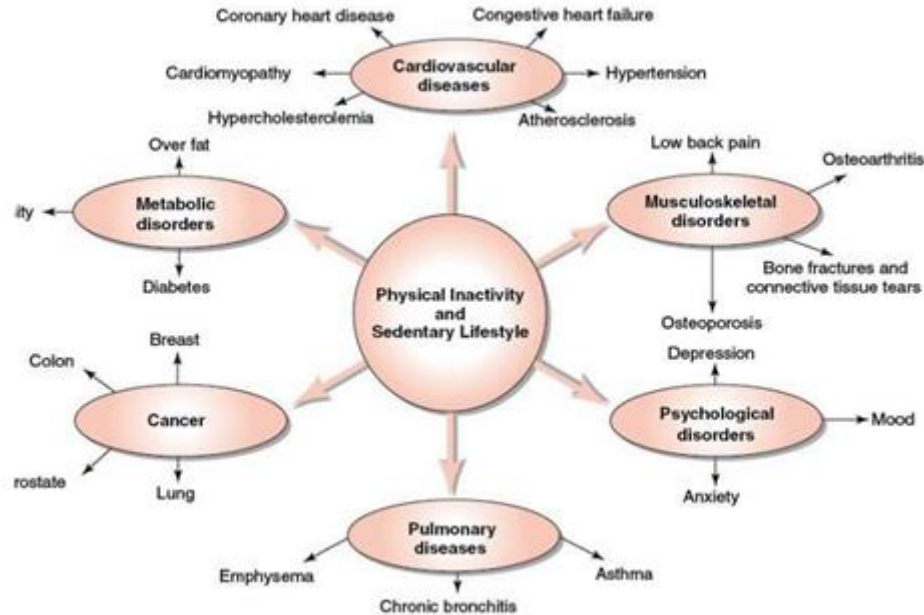 Coronary heart disease
Congestive heart failure
Cardiovascular
diseases
Cardiomyopathy
Hypertension
Hypercholesterolemia
Atherosclerosis
Over fat
Metabolic
disorders
ity
Diabetes
Low back pain
Osteoarthritis
Musculoskeletal
disorders
Bone fractures and
connective tissue tears
Osteoporosis
Physical Inactivity
and
Sedentary Lifestyle
Breast
Colon
Cancer
rostate
Lung
Depression
Psychological
disorders
Mood
Anxiety
Pulmonary
diseases
Emphysema
Asthma
Chronic bronchitis